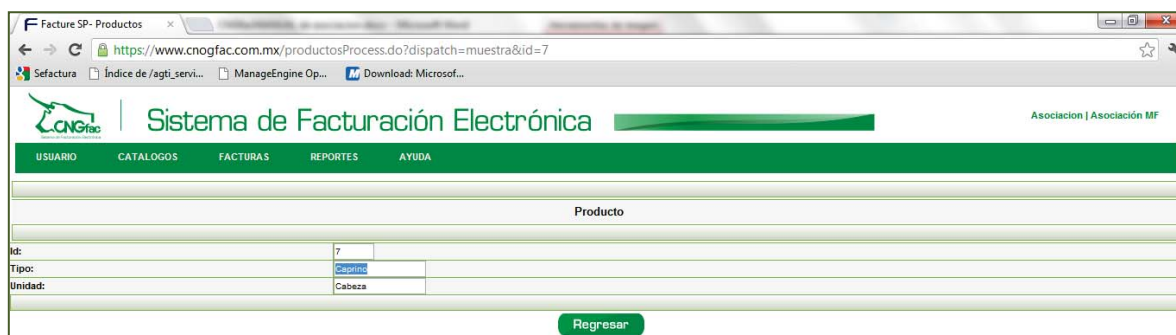 Facture SP- Productos
https://www.cnogfac.com.mx/productosProcess.do?dispatch=muestra&id=7
Sefactura Índice de /agti_servi... ManageEngine Op... Download: Microsof...
CNGfac Sistema de Facturación Electrónica Asociacion | Asociación MF
USUARIO CATALOGOS FACTURAS REPORTES AYUDA
Producto
Id: 7
Tipo: Caprino
Unidad: Cabeza
Regresar